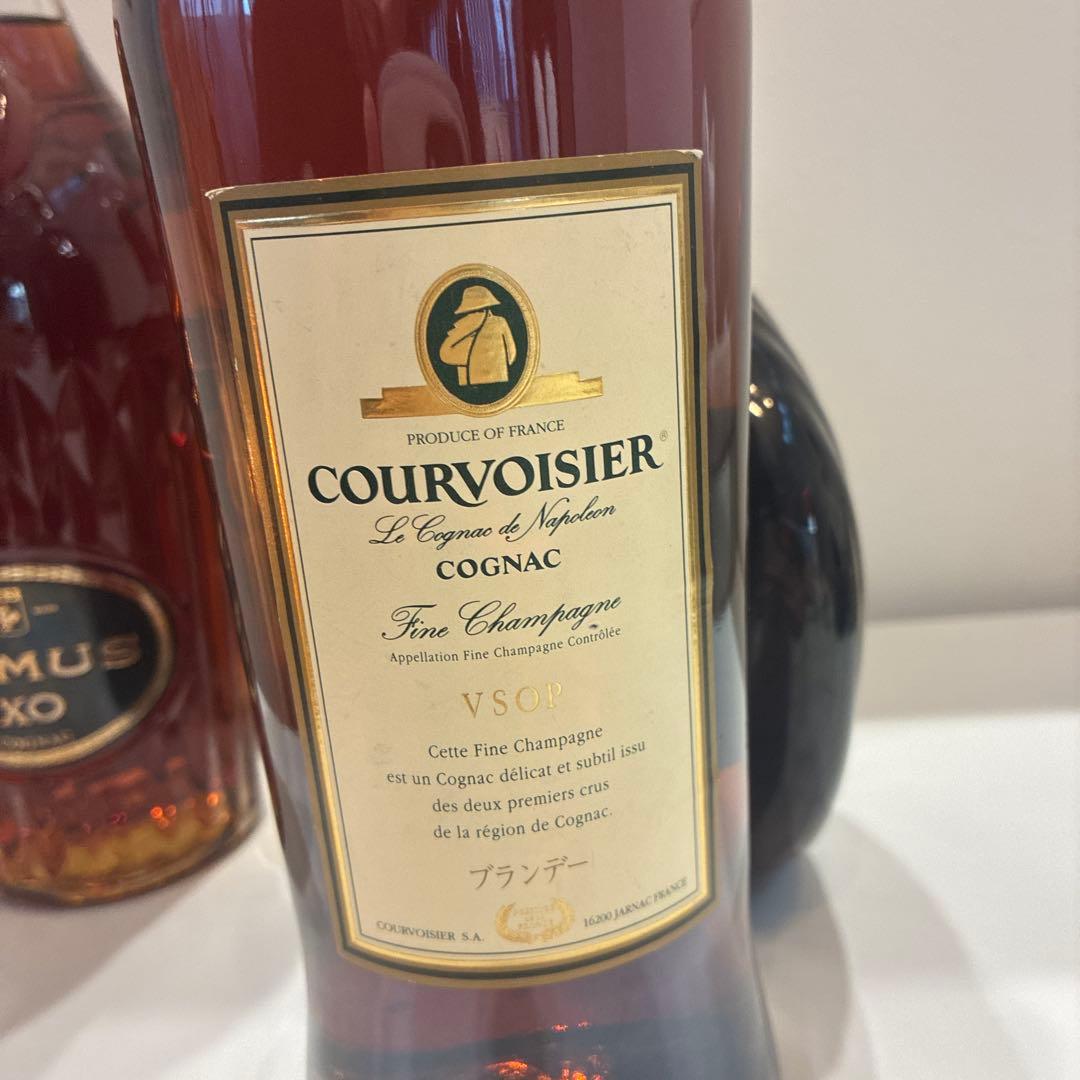 PRODUCE OF FRANCE
COURVOISIER®
Le Cognac de Napoleon
COGNAC
Fine Champagne
Appellation Fine Champagne Contrôlée
VSOP
Cette Fine Champagne
est un Cognac délicat et subtil issu
des deux premiers crus
de la région de Cognac.
ブランデー
COURVOISIER S.A.
16200 JARNAC FRANCE
MUS
XO
COGNAC